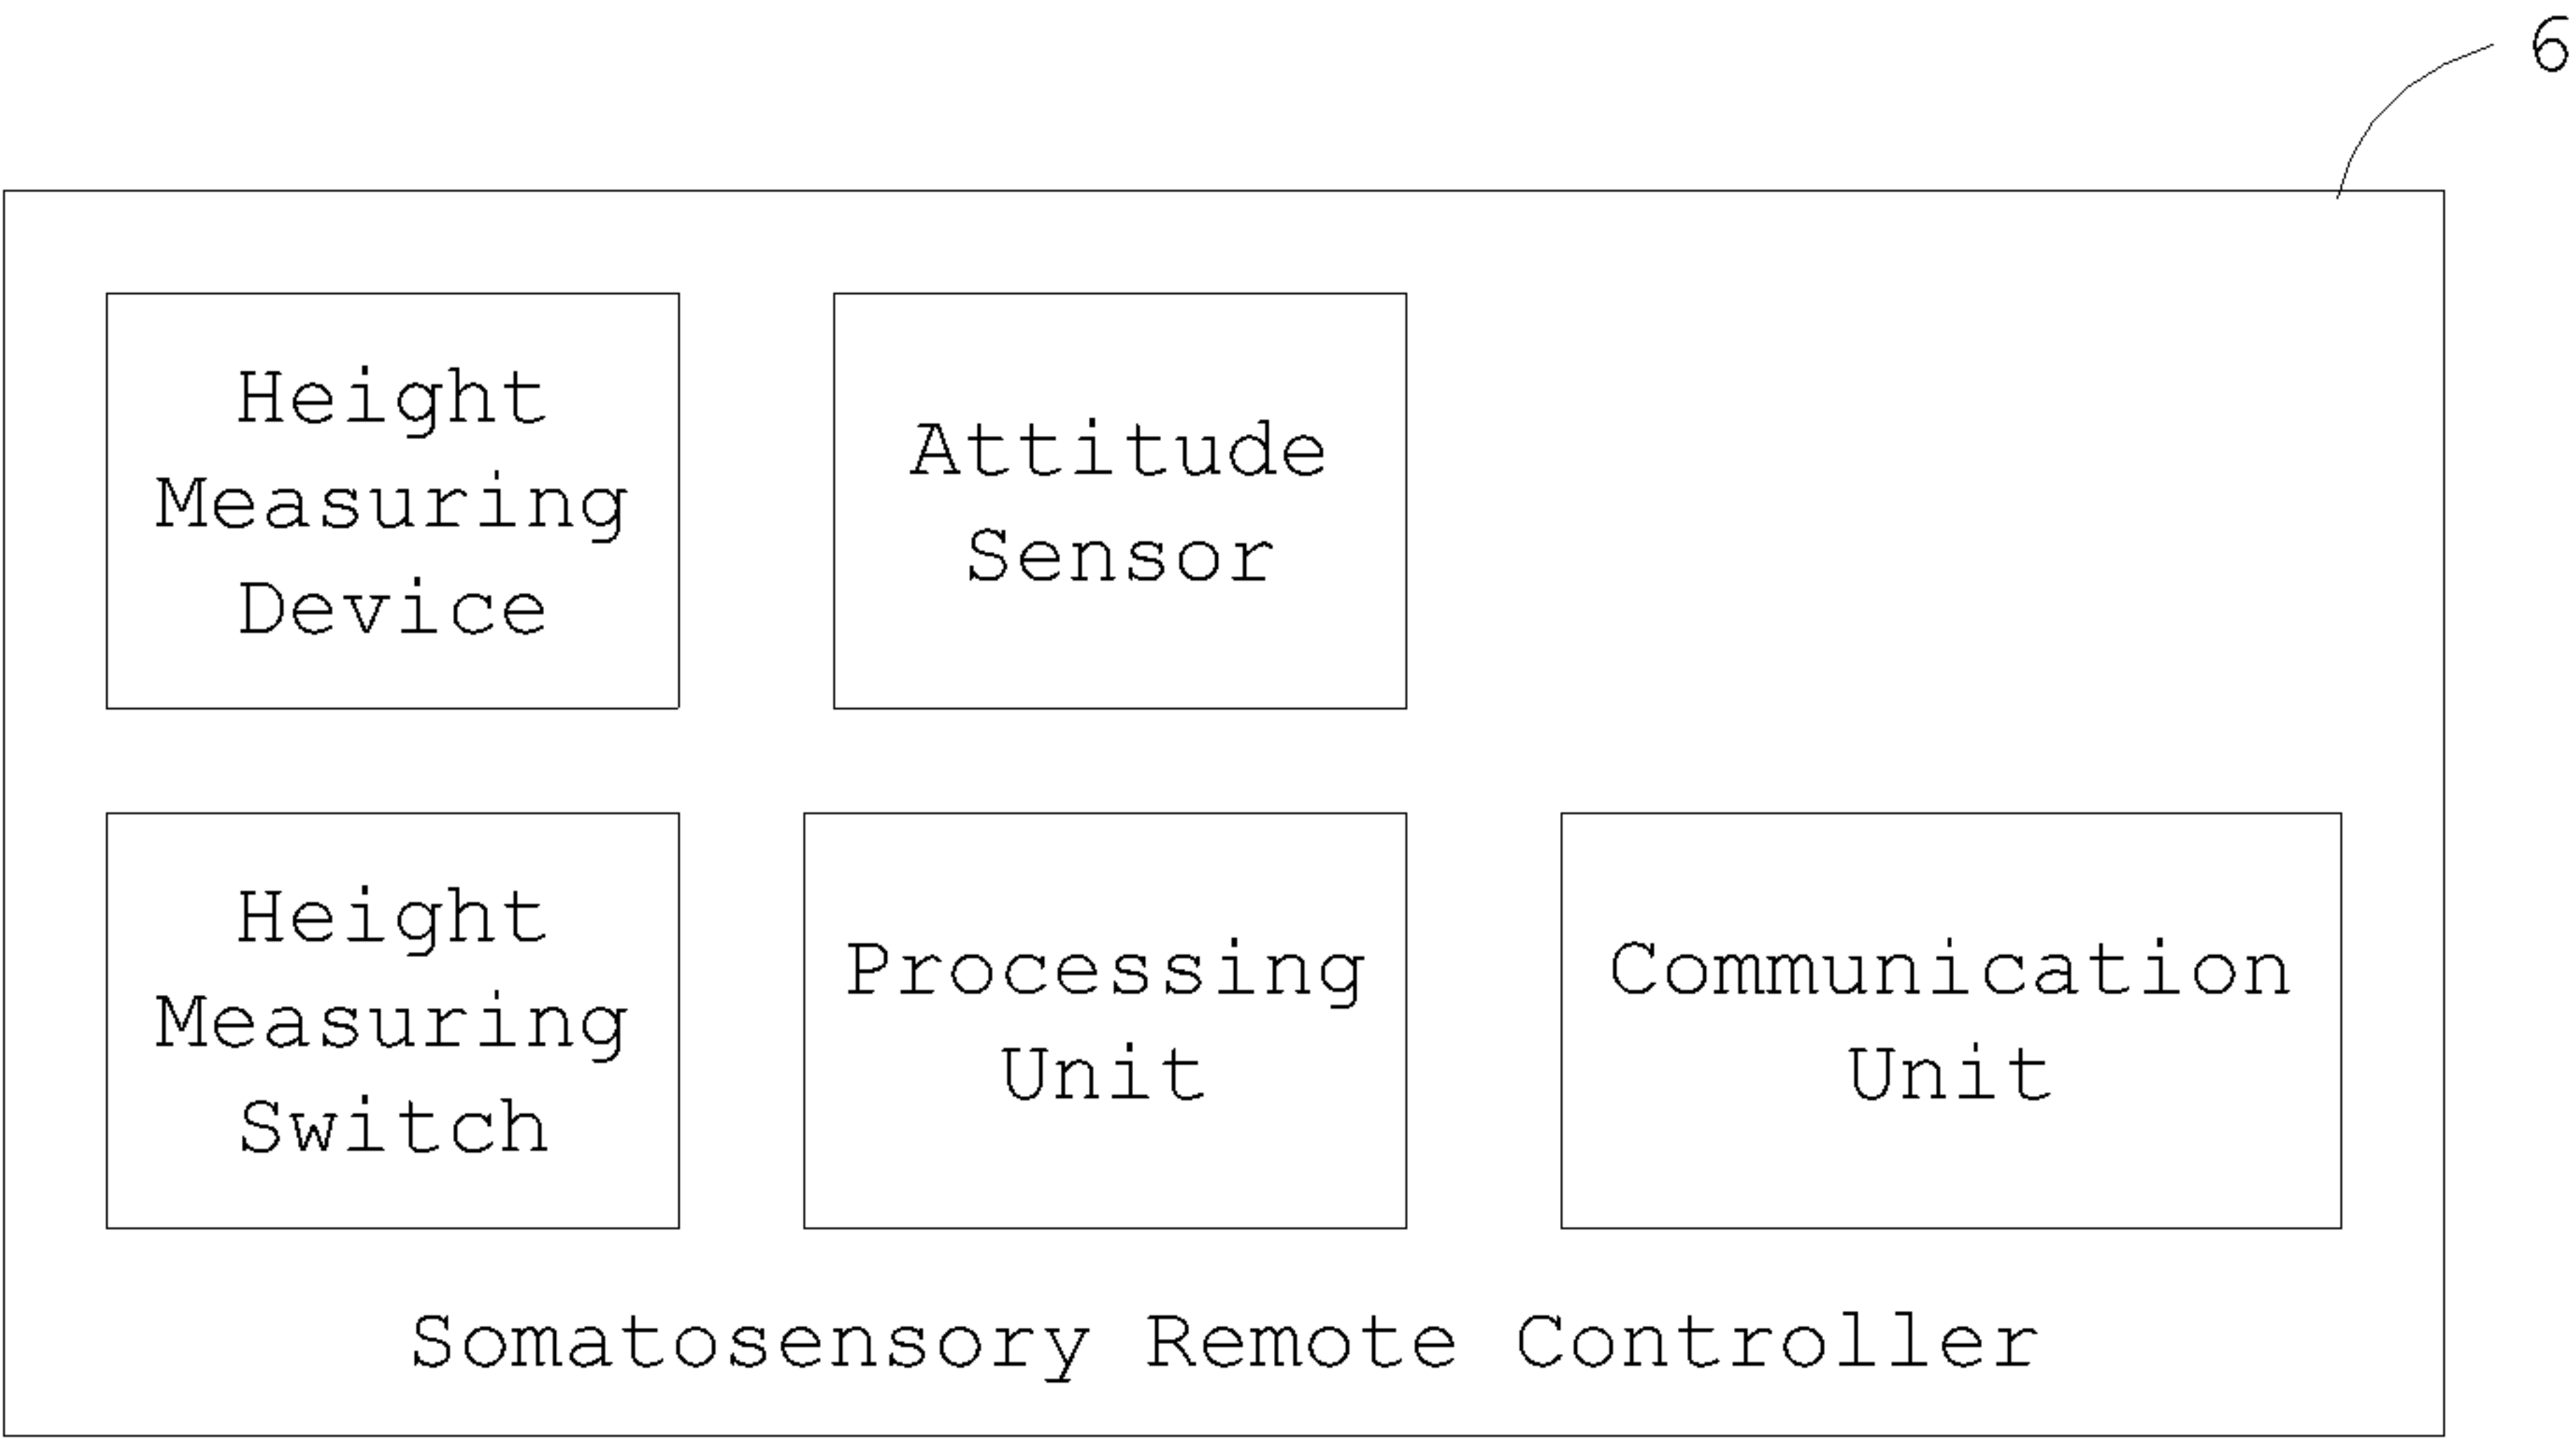 6
Height
Measuring
Device
Attitude
Sensor
Height
Measuring
Switch
Processing
Unit
Communication
Unit
Somatosensory Remote Controller